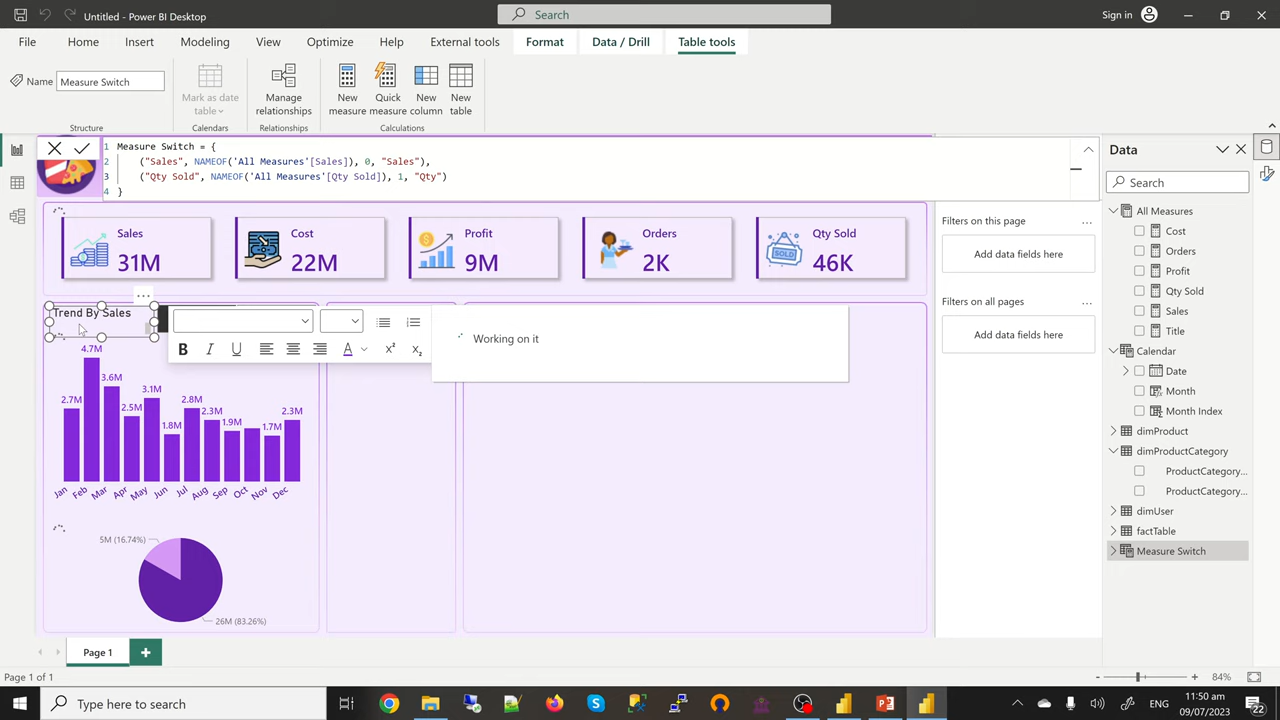 Untitled - Power BI Desktop
Search
Sign in
File
Home
Insert
Modeling
View
Optimize
Help
External tools
Format
Data / Drill
Table tools
Name
Measure Switch
Mark as date
table
Manage
relationships
New
measure
Quick
measure
New
column
New
table
Structure
Calendars
Relationships
Calculations
1 Measure Switch = {
2 ("Sales", NAMEOF('All Measures'[Sales]), 0, "Sales"),
3 ("Qty Sold", NAMEOF('All Measures'[Qty Sold]), 1, "Qty")
4 }
Sales
31M
Cost
22M
Profit
9M
Orders
2K
Qty Sold
46K
Trend By Sales
B I U A x² x₂
Working on it
4.7M
3.6M
2.7M
2.5M
3.1M
1.8M
2.8M
2.3M
1.9M
1.7M
2.3M
Jan
Feb
Mar
Apr
May
Jun
Jul
Aug
Sep
Oct
Nov
Dec
5M (16.74%)
26M (83.26%)
Filters on this page
Add data fields here
Filters on all pages
Add data fields here
Data
Search
All Measures
Cost
Orders
Profit
Qty Sold
Sales
Title
Calendar
Date
Month
Month Index
dimProduct
dimProductCategory
ProductCategory...
ProductCategory...
dimUser
factTable
Measure Switch
Page 1
Page 1 of 1
84%
Type here to search
11:50 am
09/07/2023
22